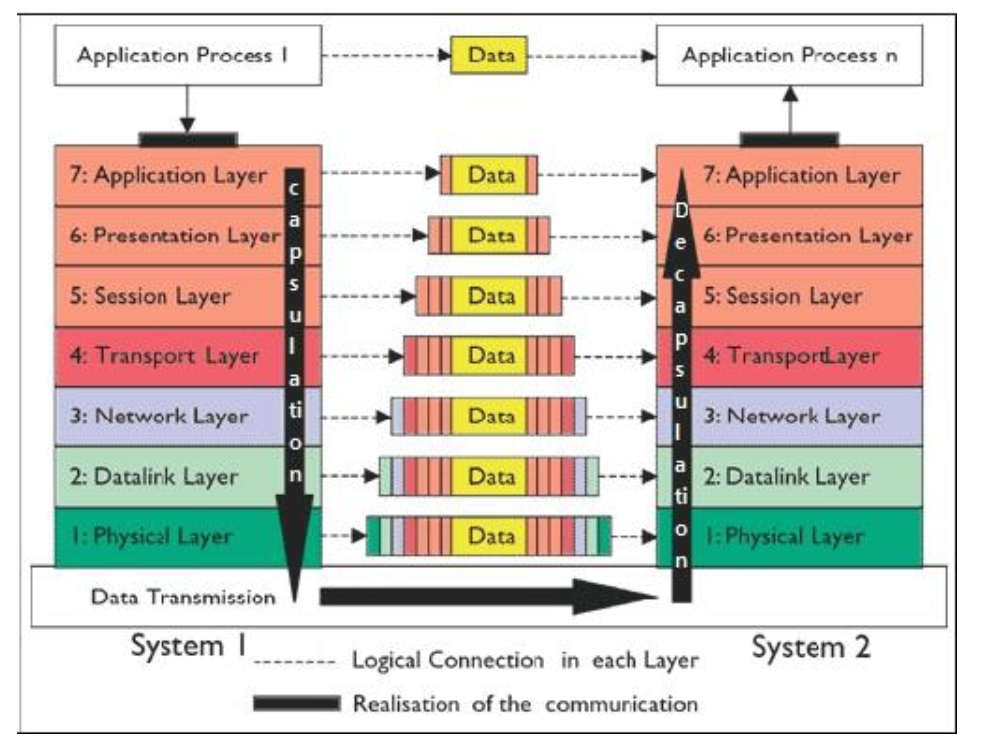 Application Process 1
Data
Application Process n
7: Application Layer
Data
7: Application Layer
6: Presentation Layer
Data
6: Presentation Layer
5: Session Layer
Data
5: Session Layer
4: Transport Layer
Data
4: TransportLayer
3: Network Layer
Data
3: Network Layer
2: Datalink Layer
Data
2: Datalink Layer
1: Physical Layer
Data
1: Physical Layer
capsulation
Decapsulation
Data Transmission
System 1
System 2
Logical Connection in each Layer
Realisation of the communication